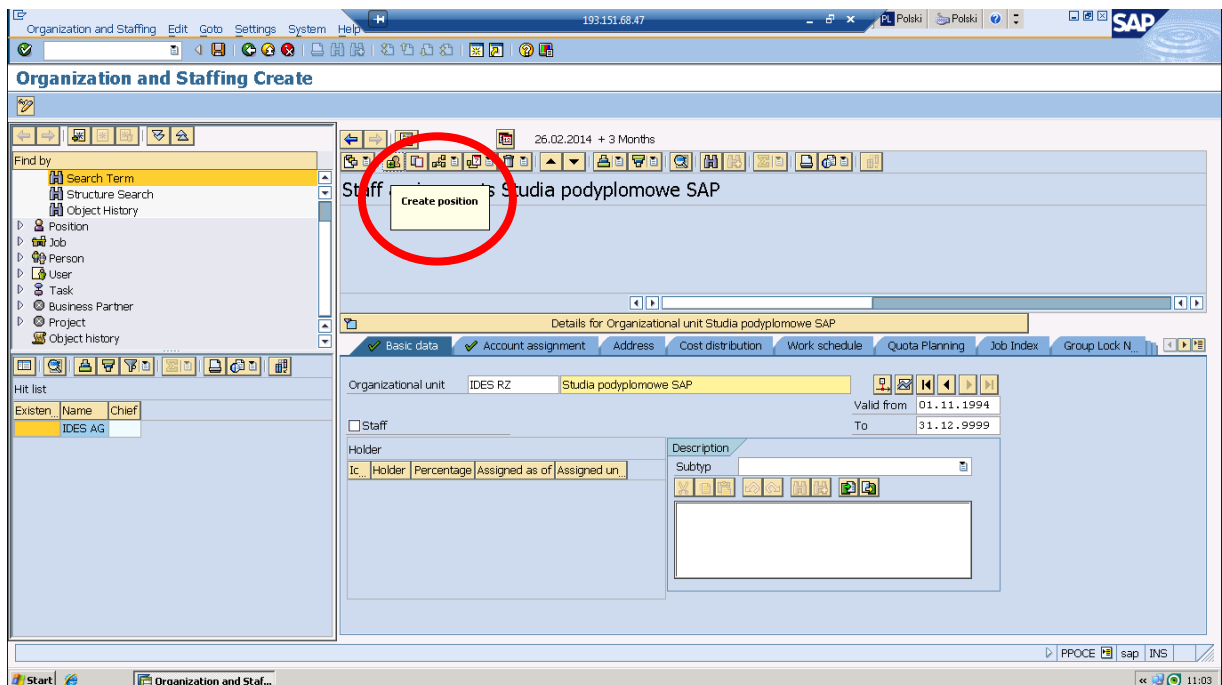 Organization and Staffing Edit Goto Settings System Help
193.151.68.47
PL Polski Polski
SAP
Organization and Staffing Create
26.02.2014 + 3 Months
Find by
Search Term
Structure Search
Object History
Position
Job
Person
User
Task
Business Partner
Project
Object history
Staff Studia podyplomowe SAP
Create position
Details for Organizational unit Studia podyplomowe SAP
Basic data Account assignment Address Cost distribution Work schedule Quota Planning Job Index Group Lock N...
Hit list
Existen... Name Chief
IDES AG
Organizational unit IDES RZ Studia podyplomowe SAP
Valid from 01.11.1994
Staff To 31.12.9999
Holder
Ic... Holder Percentage Assigned as of Assigned un...
Description
Subtyp
PPOCE sap INS
Start Organization and Staf... 11:03